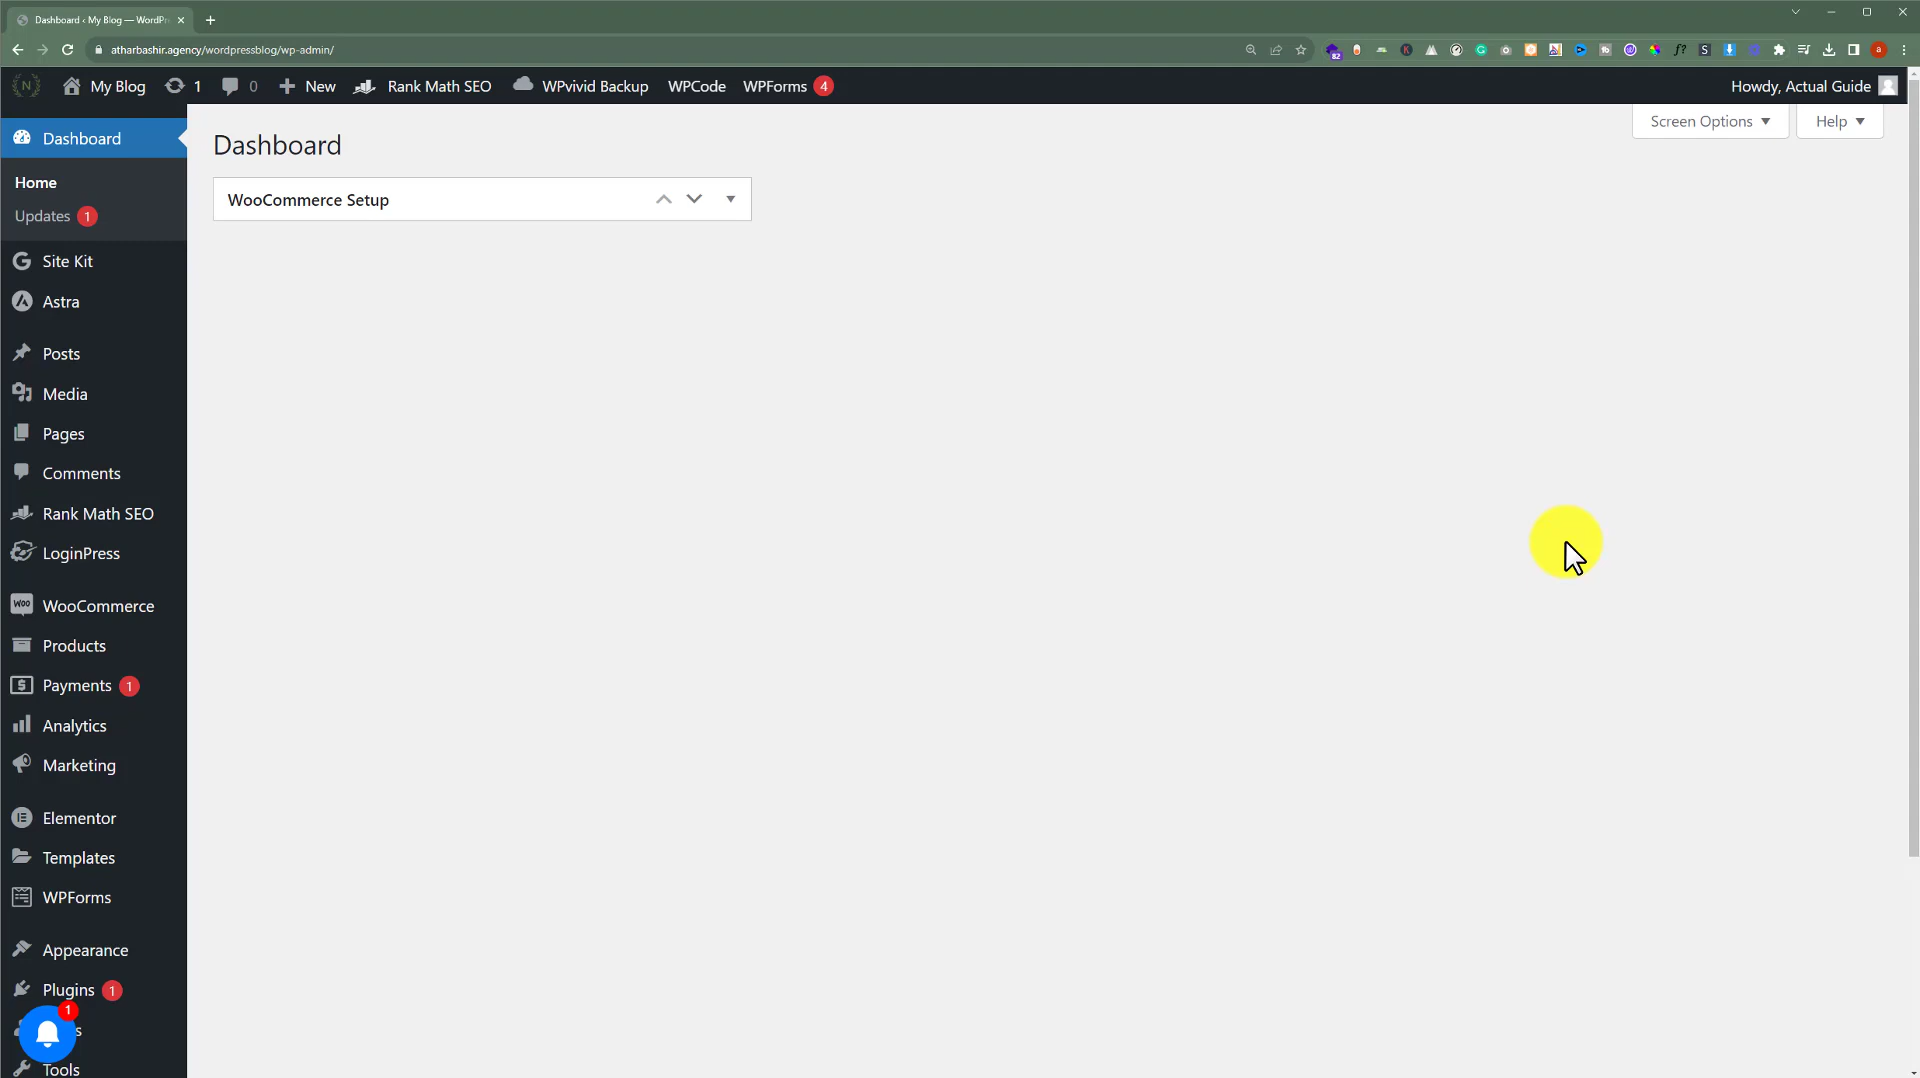 Dashboard ‹ My Blog — WordPr
atharbashir.agency/wordpressblog/wp-admin/
82
a
N
My Blog
1
0
New
Rank Math SEO
WPvivid Backup
WPCode
WPForms 4
Howdy, Actual Guide
Screen Options
Help
Dashboard
Dashboard
WooCommerce Setup
Home
Updates 1
Site Kit
Astra
Posts
Media
Pages
Comments
Rank Math SEO
LoginPress
WooCommerce
Products
Payments 1
Analytics
Marketing
Elementor
Templates
WPForms
Appearance
Plugins 1
1
s
Tools